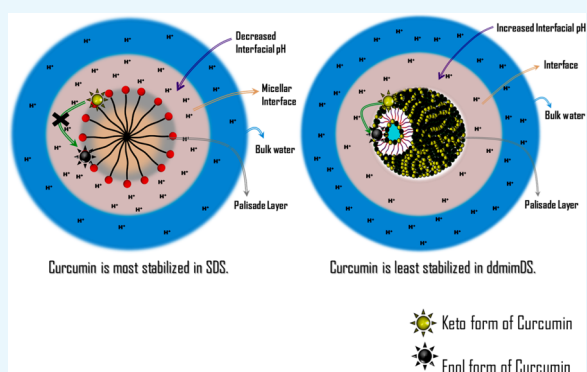 Decreased
Interfacial pH
Micellar
Interface
Bulk water
Palisade Layer
Curcumin is most stabilized in SDS.
Increased Interfacial pH
Interface
Bulk water
Palisade Layer
Curcumin is least stabilized in ddmimDS.
Keto form of Curcumin
Enol form of Curcumin